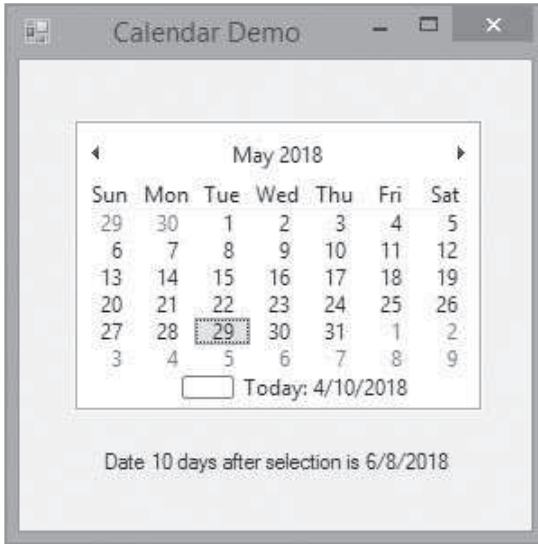 Calendar Demo
May 2018
Sun Mon Tue Wed Thu Fri Sat
29 30 1 2 3 4 5
6 7 8 9 10 11 12
13 14 15 16 17 18 19
20 21 22 23 24 25 26
27 28 29 30 31 1 2
3 4 5 6 7 8 9
Today: 4/10/2018
Date 10 days after selection is 6/8/2018